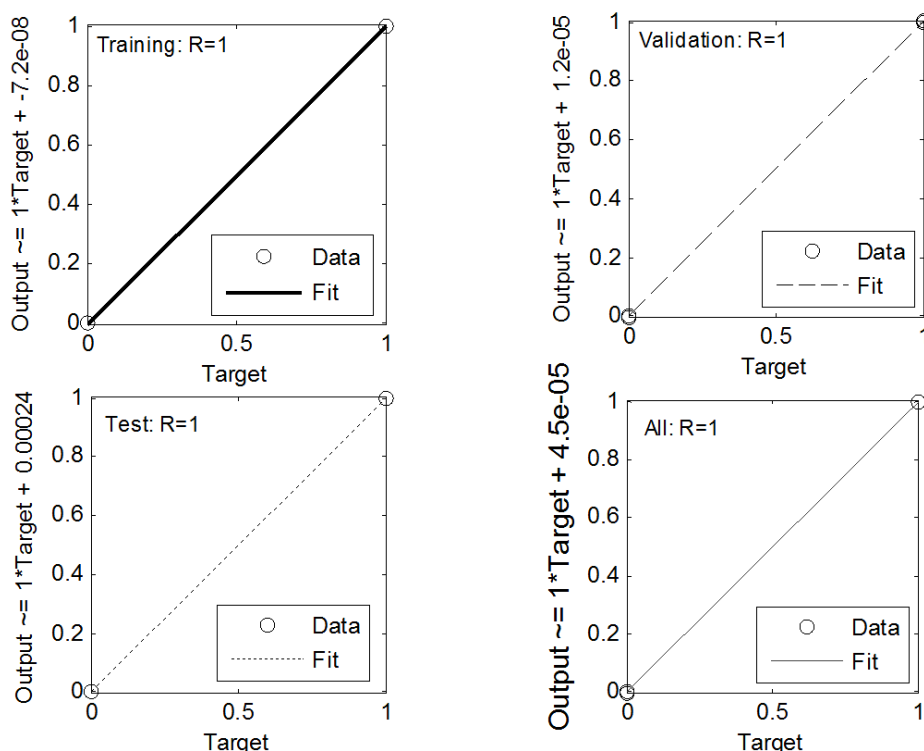 Output ~= 1*Target + -7.2e-08
1
0.8
0.6
0.4
0.2
0
Training: R=1
Data
Fit
0
0.5
1
Target
Output ~= 1*Target + 1.2e-05
1
0.8
0.6
0.4
0.2
0
Validation: R=1
Data
Fit
0
0.5
1
Target
Output ~= 1*Target + 0.00024
1
0.8
0.6
0.4
0.2
0
Test: R=1
Data
Fit
0
0.5
1
Target
Output ~= 1*Target + 4.5e-05
1
0.8
0.6
0.4
0.2
0
All: R=1
Data
Fit
0
0.5
1
Target